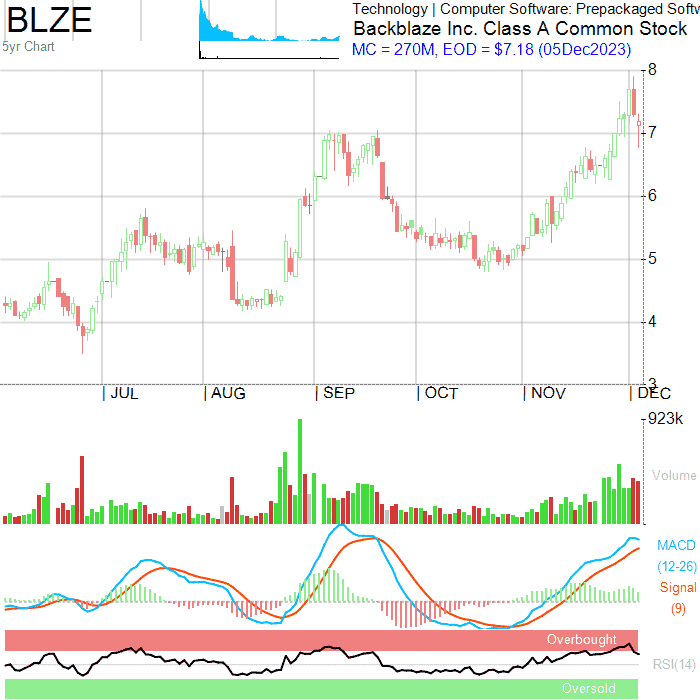 BLZE
5yr Chart
Technology | Computer Software: Prepackaged Softw
Backblaze Inc. Class A Common Stock
MC = 270M, EOD = $7.18 (05Dec2023)
8
7
6
5
4
3
| JUL | AUG | SEP | OCT | NOV | DEC
923k
Volume
MACD
(12-26)
Signal
(9)
Overbought
RSI(14)
Oversold